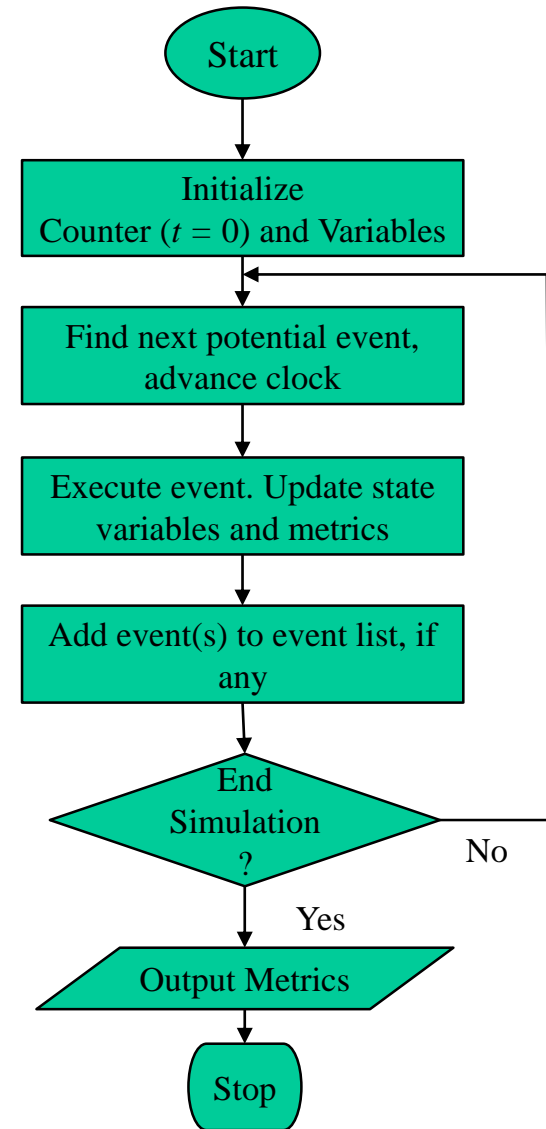 Start
Initialize
Counter (t = 0) and Variables
Find next potential event,
advance clock
Execute event. Update state
variables and metrics
Add event(s) to event list, if
any
End
Simulation
?
No
Yes
Output Metrics
Stop